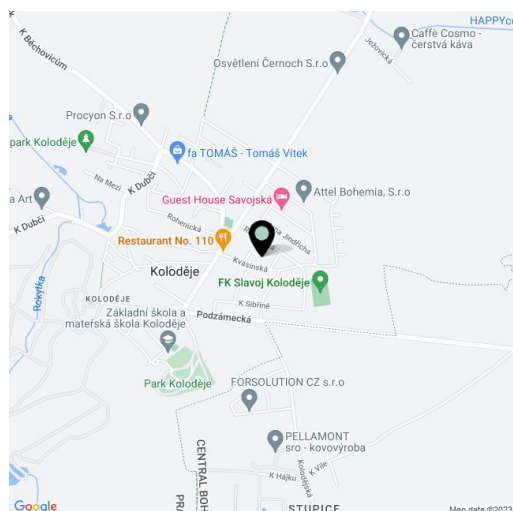 HAPPYco
Caffè Cosmo -
čerstvá káva
Ježovická
K Běchovicům
Osvětlení Černoch S.r.o
Procyon S.r.o
park Koloděje
fa TOMÁŠ - Tomáš Vítek
Na Mezi
K Dubči
Guest House Savojská
Attel Bohemia, S.r.o
a Art
K Dubči
Rohenická
na Jindřicha
Restaurant No. 110
Kvasinská
Koloděje
FK Slavoj Koloděje
Rokytka
KOLODĚJE
K Sibřině
Základní škola a
mateřská škola Koloděje
Podzámecká
Park Koloděje
FORSOLUTION CZ s.r.o
PELLAMONT
sro - kovovýroba
CENTRAL BOH
PRA
K Hájku
Kolodějská
K Vile
STUPICE
Google
Map data ©2023